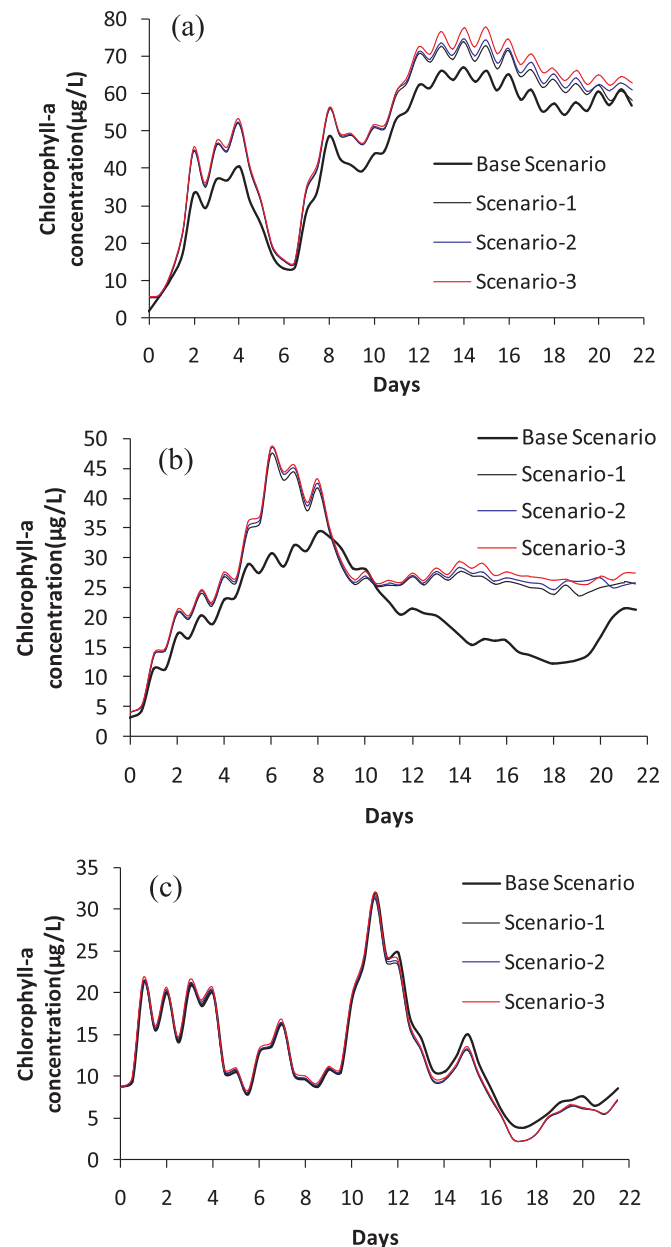 (a)
80
70
60
50
40
30
20
10
0
Chlorophyll-a
concentration(µg/L)
Base Scenario
Scenario-1
Scenario-2
Scenario-3
0 2 4 6 8 10 12 14 16 18 20 22
Days
(b)
50
45
40
35
30
25
20
15
10
5
0
Chlorophyll-a
concentration(µg/L)
Base Scenario
Scenario-1
Scenario-2
Scenario-3
0 2 4 6 8 10 12 14 16 18 20 22
Days
(c)
35
30
25
20
15
10
5
0
Chlorophyll-a
concentration(µg/L)
Base Scenario
Scenario-1
Scenario-2
Scenario-3
0 2 4 6 8 10 12 14 16 18 20 22
Days